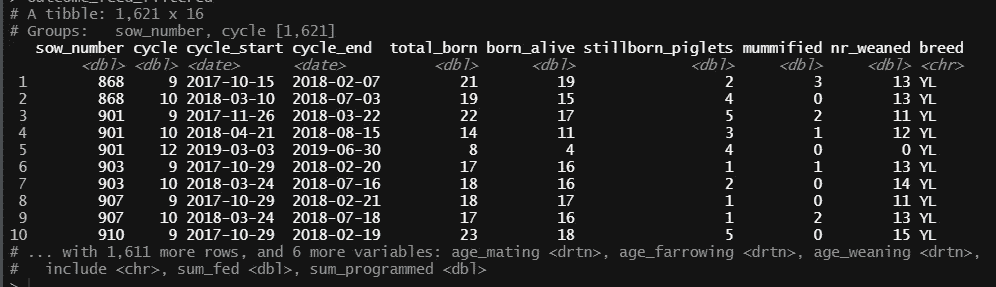 # A tibble: 1,621 x 16
# Groups:   sow_number, cycle [1,621]
   sow_number cycle cycle_start cycle_end  total_born born_alive stillborn_piglets mummified nr_weaned breed
        <dbl> <dbl> <date>      <date>          <dbl>      <dbl>             <dbl>     <dbl>     <dbl> <chr>
 1        868     9 2017-10-15  2018-02-07         21         19                 2         3        13 YL
 2        868    10 2018-03-10  2018-07-03         19         15                 4         0        13 YL
 3        901     9 2017-11-26  2018-03-22         22         17                 5         2        11 YL
 4        901    10 2018-04-21  2018-08-15         14         11                 3         1        12 YL
 5        901    12 2019-03-03  2019-06-30          8          4                 4         0         0 YL
 6        903     9 2017-10-29  2018-02-20         17         16                 1         1        13 YL
 7        903    10 2018-03-24  2018-07-16         18         16                 2         0        14 YL
 8        907     9 2017-10-29  2018-02-21         18         17                 1         0        11 YL
 9        907    10 2018-03-24  2018-07-18         17         16                 1         2        13 YL
10        910     9 2017-10-29  2018-02-19         23         18                 5         0        15 YL
# ... with 1,611 more rows, and 6 more variables: age_mating <drtn>, age_farrowing <drtn>, age_weaning <drtn>,
#   include <chr>, sum_fed <dbl>, sum_programmed <dbl>